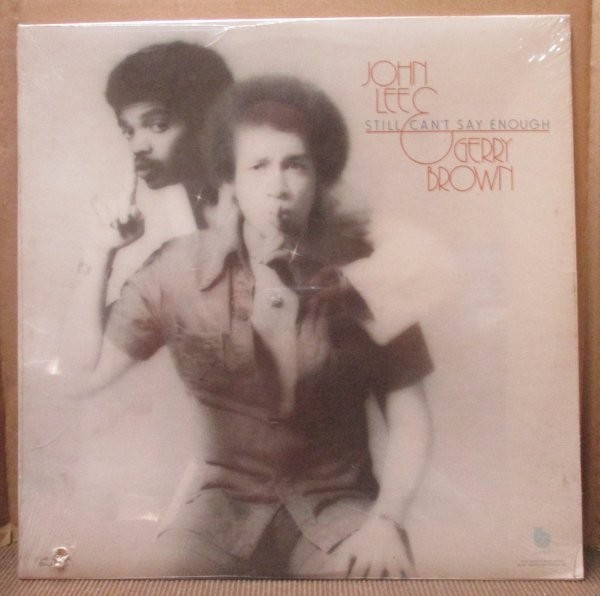 JOHN
LEE &
STILL CAN'T SAY ENOUGH
GERRY
BROWN